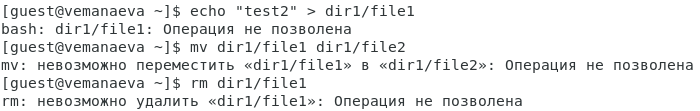 [guest@vemanaeva ~]$ echo "test2" > dir1/file1
bash: dir1/file1: Операция не позволена
[guest@vemanaeva ~]$ mv dir1/file1 dir1/file2
mv: невозможно переместить «dir1/file1» в «dir1/file2»: Операция не позволена
[guest@vemanaeva ~]$ rm dir1/file1
rm: невозможно удалить «dir1/file1»: Операция не позволена